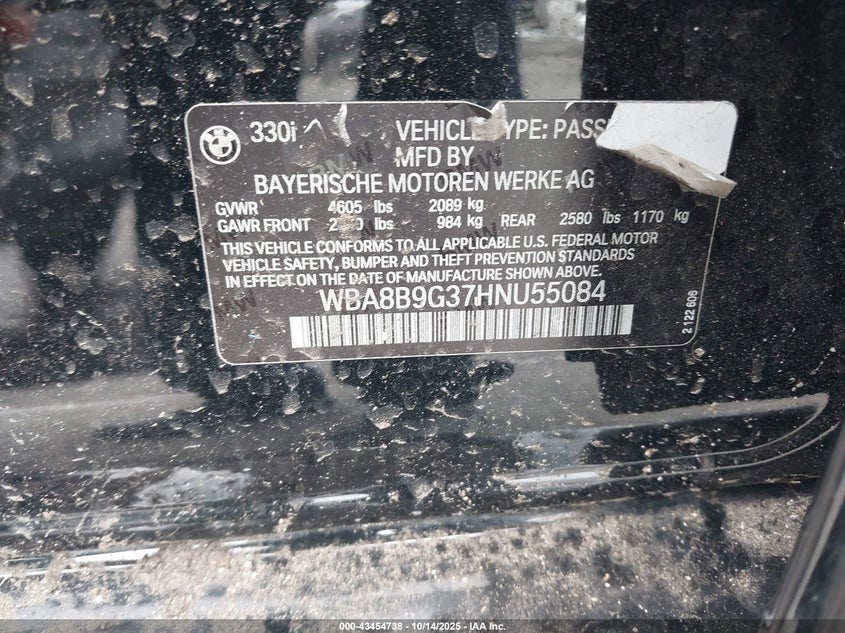 330i
VEHICLE TYPE: PASS
MFD BY
BAYERISCHE MOTOREN WERKE AG
GVWR 4605 lbs 2089 kg
GAWR FRONT lbs 984 kg REAR 2580 lbs 1170 kg
THIS VEHICLE CONFORMS TO ALL APPLICABLE U.S. FEDERAL MOTOR
VEHICLE SAFETY, BUMPER AND THEFT PREVENTION STANDARDS
IN EFFECT ON THE DATE OF MANUFACTURE SHOWN ABOVE.
WBA8B9G37HNU55084
2 122 606
000-43454738 - 10/14/2025 - IAA Inc.